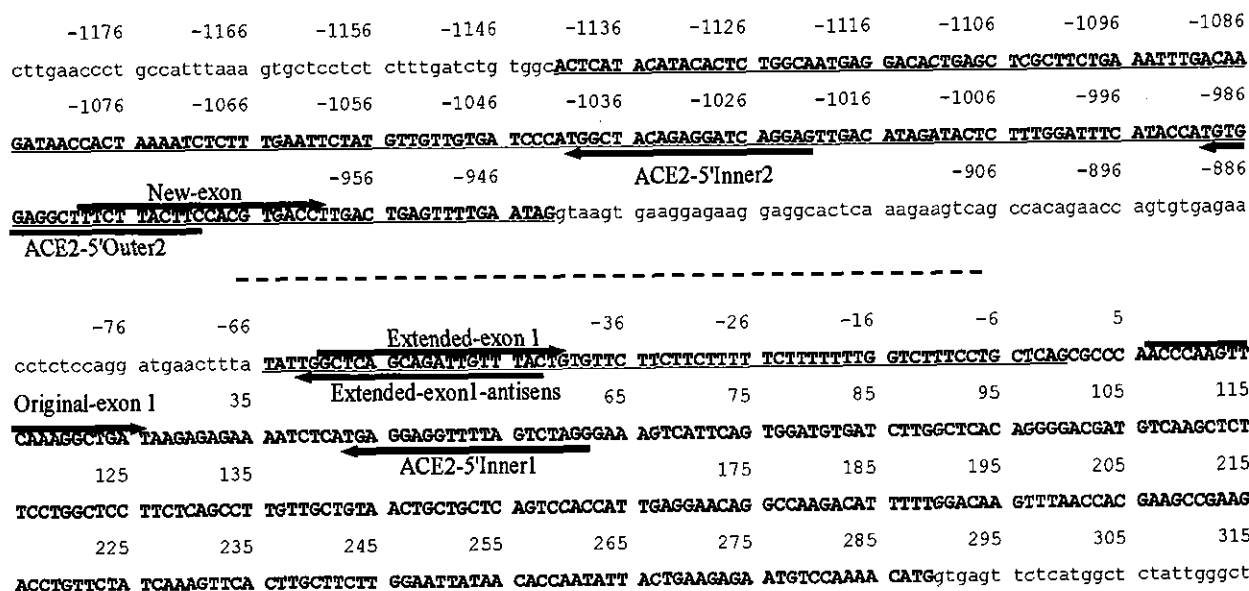 -1176 -1166 -1156 -1146 -1136 -1126 -1116 -1106 -1096 -1086
cttgaaccct gccatttaaa gtgctcctct ctttgatctg tggcACTCAT ACATACACTC TGGCAATGAG GACACTGAGC TCGCTTCTGA AATTTGACAA
-1076 -1066 -1056 -1046 -1036 -1026 -1016 -1006 -996 -986
GATAACCACT AAAATCTCTT TGAATTCTAT GTTGTTGTGA TCCCATGGCT ACAGAGGATC AGGAGTTGAC ATAGATACTC TTTGGATTTC ATACCATGTG
New-exon -956 -946 ACE2-5'Inner2 -906 -896 -886
GAGGCTTTCT TACTTCCACG TGACCTTGAC TGAGTTTTGA ATAGgtaagt gaaggagaag gaggcactca aagaagtcag ccacagaacc agtgtgagaa
ACE2-5'Outer2
-76 -66 Extended-exon 1 -36 -26 -16 -6 5
cctctccagg atgaacttta TATTGGCTCA GCAGATTGTT TACTGTGTTC TTCTTCTTTT TCTTTTTTTG GTCTTTCCTG CTCAGCGCCC AACCCAAGTT
Original-exon 1 35 Extended-exon1-antisens 65 75 85 95 105 115
CAAAGGCTGA TAAGAGAGAA AATCTCATGA GGAGGTTTTA GTCTAGGGAA AGTCATTCAG TGGATGTGAT CTTGGCTCAC AGGGGACGAT GTCAAGCTCT
125 135 ACE2-5'Inner1 175 185 195 205 215
TCCTGGCTCC TTCTCAGCCT TGTTGCTGTA ACTGCTGCTC AGTCCACCAT TGAGGAACAG GCCAAGACAT TTTTGGACAA GTTTAACCAC GAAGCCGAAG
225 235 245 255 265 275 285 295 305 315
ACCTGTTCTA TCAAAGTTCA CTTGCTTCTT GGAATTATAA CACCAATATT ACTGAAGAGA ATGTCCAAAA CATGgtgagt tctcatggct ctattgggct